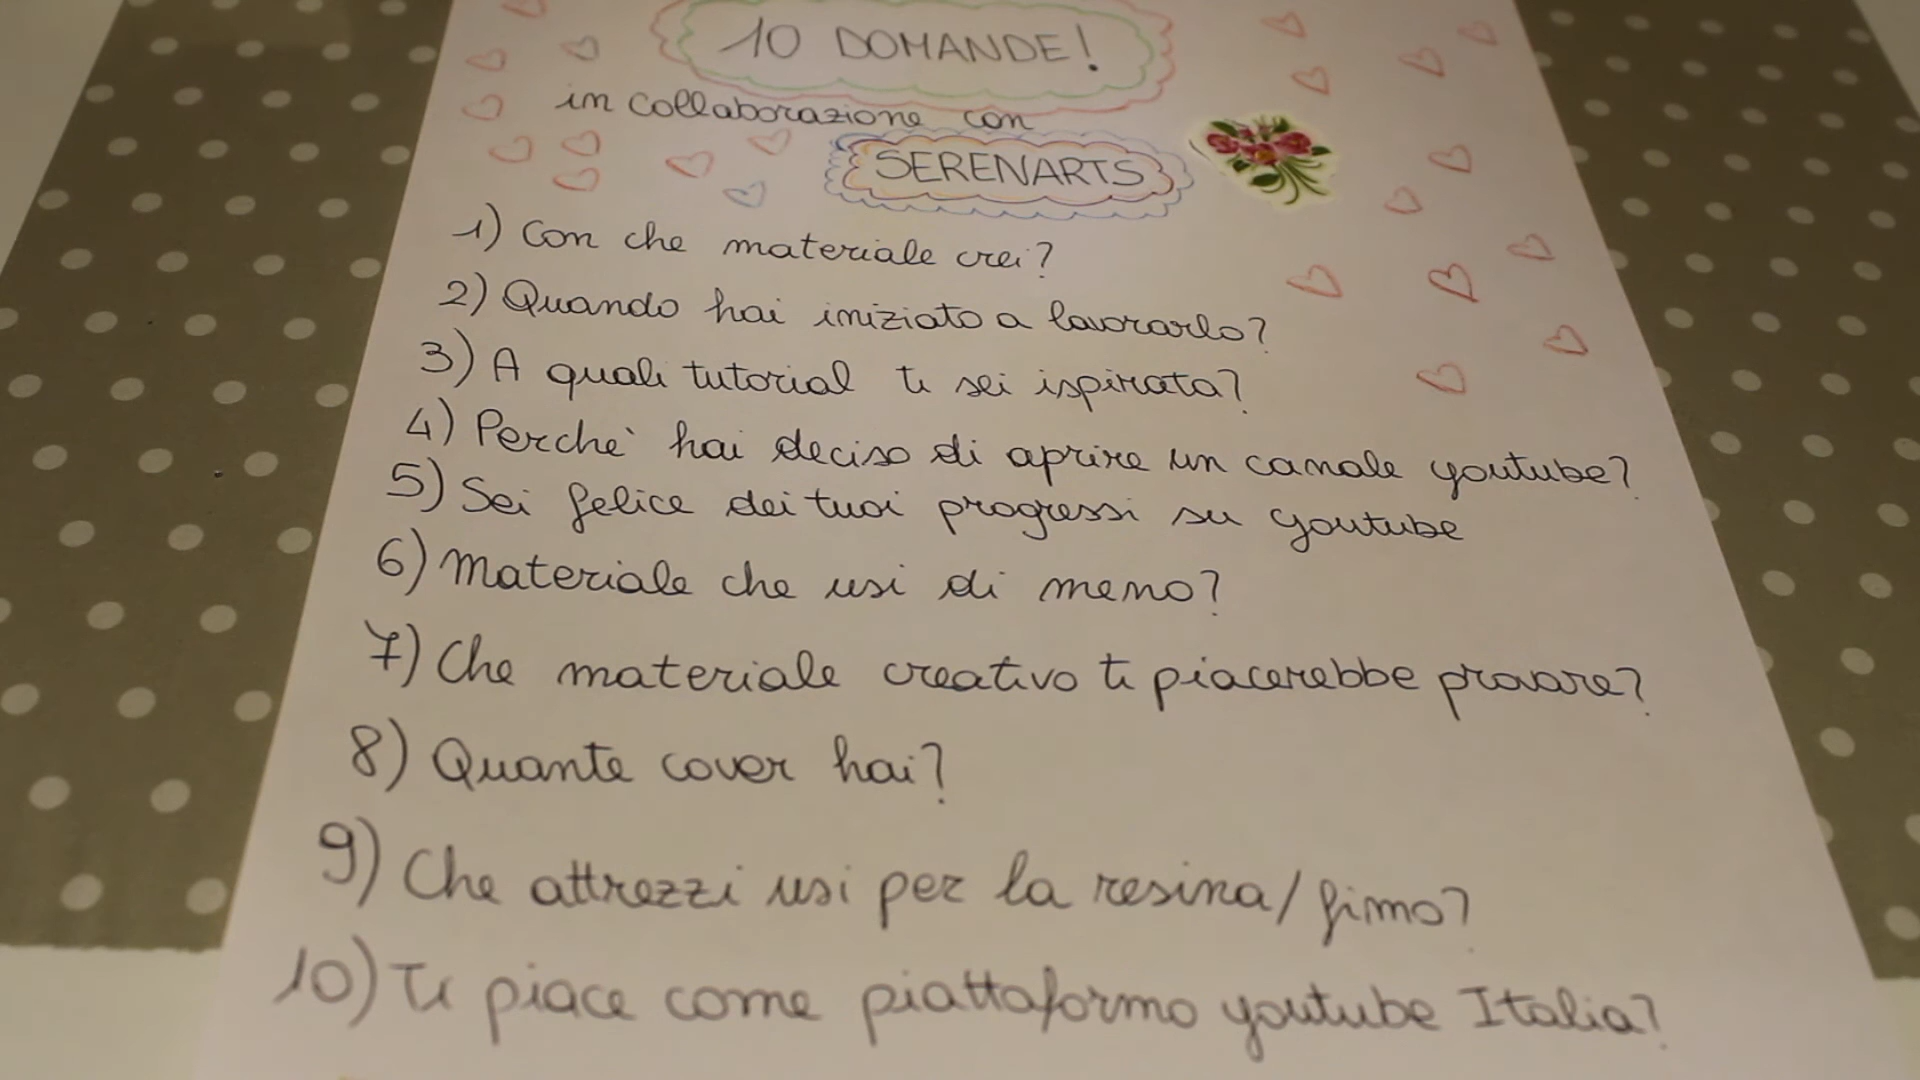 10 DOMANDE!
in collaborazione con
SERENARTS
1) Con che materiale crei?
2) Quando hai iniziato a lavorarlo?
3) A quali tutorial ti sei ispirata?
4) Perchè hai deciso di aprire un canale youtube?
5) Sei felice dei tuoi progressi su youtube
6) Materiale che usi di meno?
7) Che materiale creativo ti piacerebbe provare?
8) Quante cover hai?
9) Che attrezzi usi per la resina/fimo?
10) Ti piace come piattaforma youtube Italia?